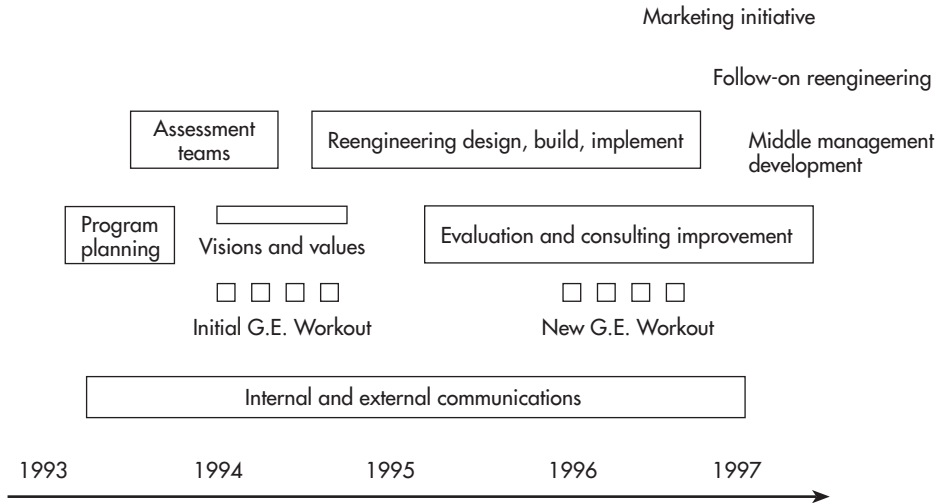 Marketing initiative
Follow-on reengineering
Assessment
teams
Reengineering design, build, implement
Middle management
development
Program
planning
Visions and values
Evaluation and consulting improvement
Initial G.E. Workout
New G.E. Workout
Internal and external communications
1993 1994 1995 1996 1997